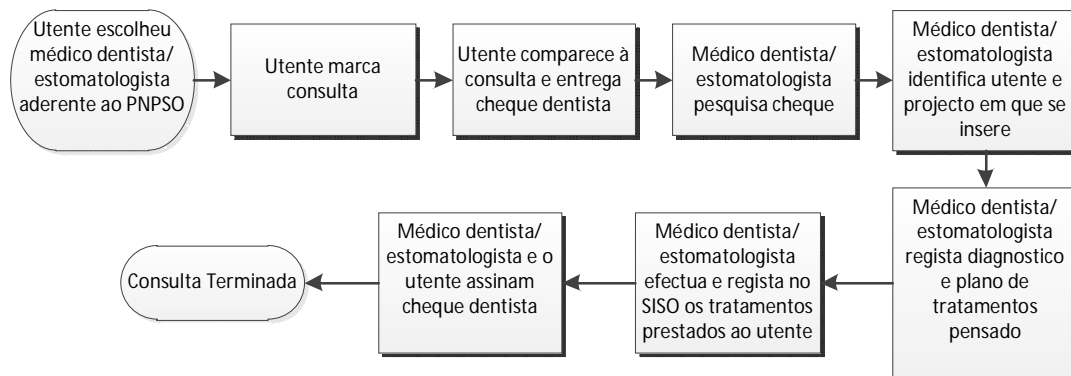 Utente escolheu
médico dentista/
estomatologista
aderente ao PNPSO
Utente marca
consulta
Utente comparece à
consulta e entrega
cheque dentista
Médico dentista/
estomatologista
pesquisa cheque
Médico dentista/
estomatologista
identifica utente e
projecto em que se
insere
Médico dentista/
estomatologista
regista diagnostico e
plano de
tratamentos
pensado
Médico dentista/
estomatologista
efectua e regista no
SISO os tratamentos
prestados ao utente
Médico dentista/
estomatologista e o
utente assinam
cheque dentista
Consulta Terminada